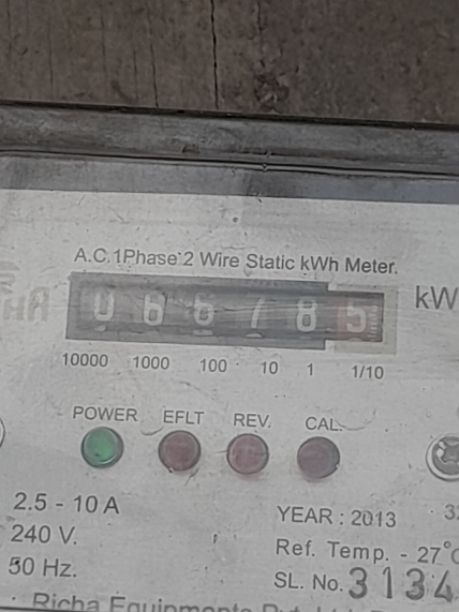 A.C.1Phase 2 Wire Static kWh Meter.
0 6 6 7 8 5 kW
10000 1000 100 10 1 1/10
POWER EFLT REV. CAL.
2.5 - 10 A
240 V.
50 Hz.
YEAR : 2013
Ref. Temp. - 27°C
SL. No. 3134
Richa Equipments